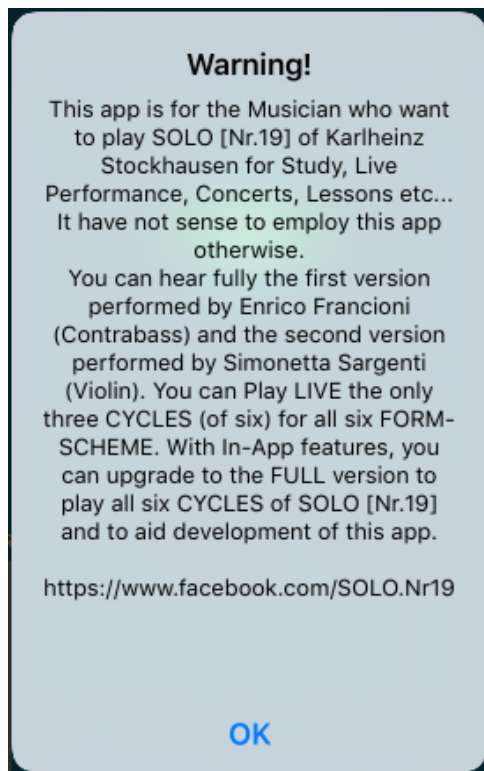 Warning!
This app is for the Musician who want
to play SOLO [Nr.19] of Karlheinz
Stockhausen for Study, Live
Performance, Concerts, Lessons etc...
It have not sense to employ this app
otherwise.
You can hear fully the first version
performed by Enrico Francioni
(Contrabass) and the second version
performed by Simonetta Sargenti
(Violin). You can Play LIVE the only
three CYCLES (of six) for all six FORM-
SCHEME. With In-App features, you
can upgrade to the FULL version to
play all six CYCLES of SOLO [Nr.19]
and to aid development of this app.
https://www.facebook.com/SOLO.Nr19
OK